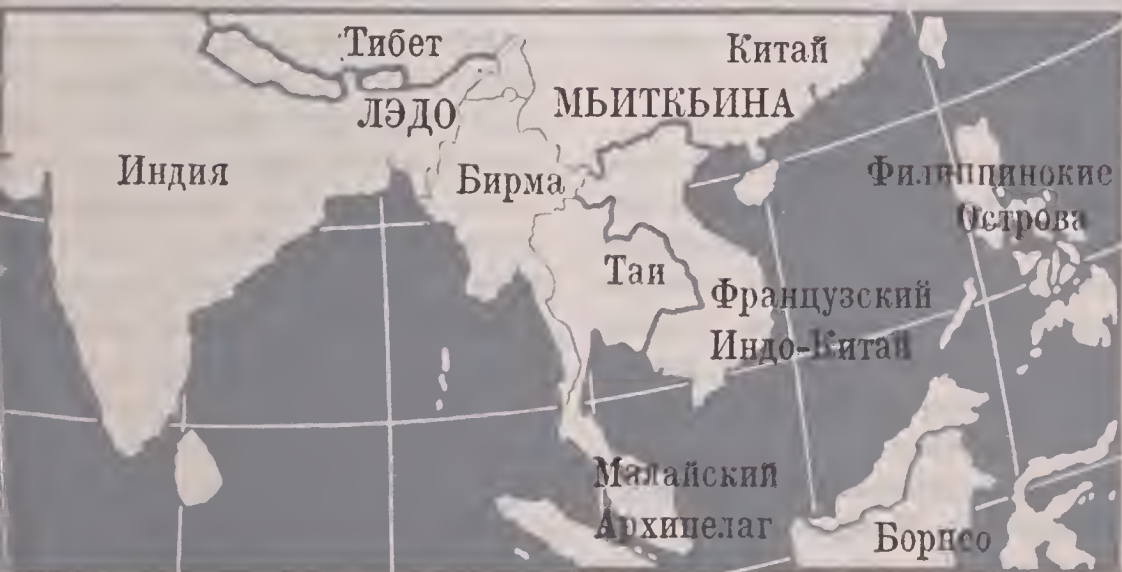 Тибет
Китай
ЛЭДО
МЬИТКЬИНА
Индия
Бирма
Филиппинокие
Острова
Таи
Французский
Индо-Китай
Малайский
Архипелаг
Борнео